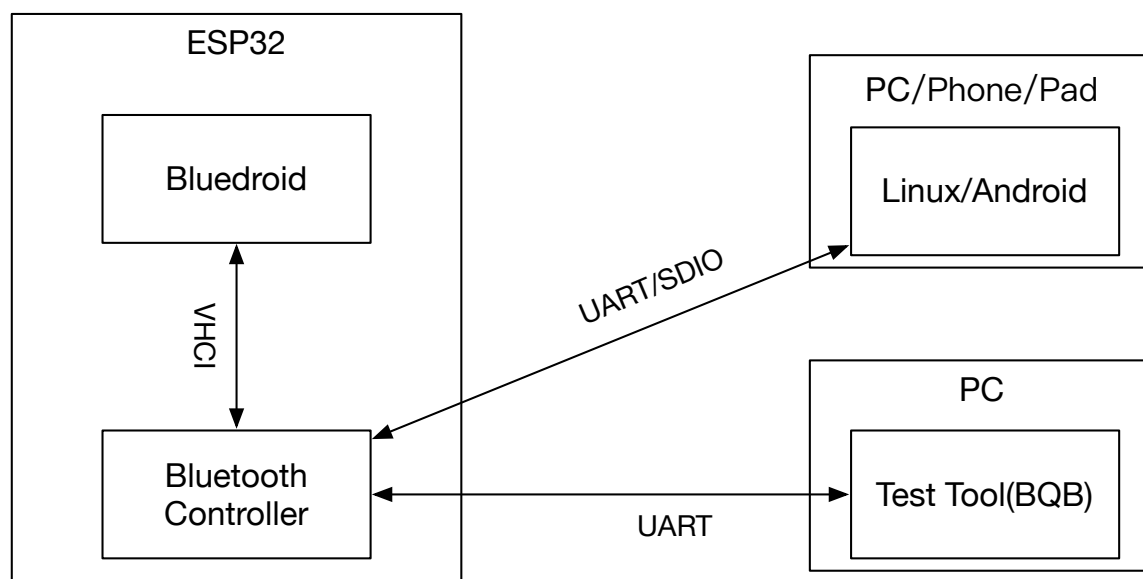 ESP32
Bluedroid
VHCI
Bluetooth
Controller
UART/SDIO
UART
PC/Phone/Pad
Linux/Android
PC
Test Tool(BQB)